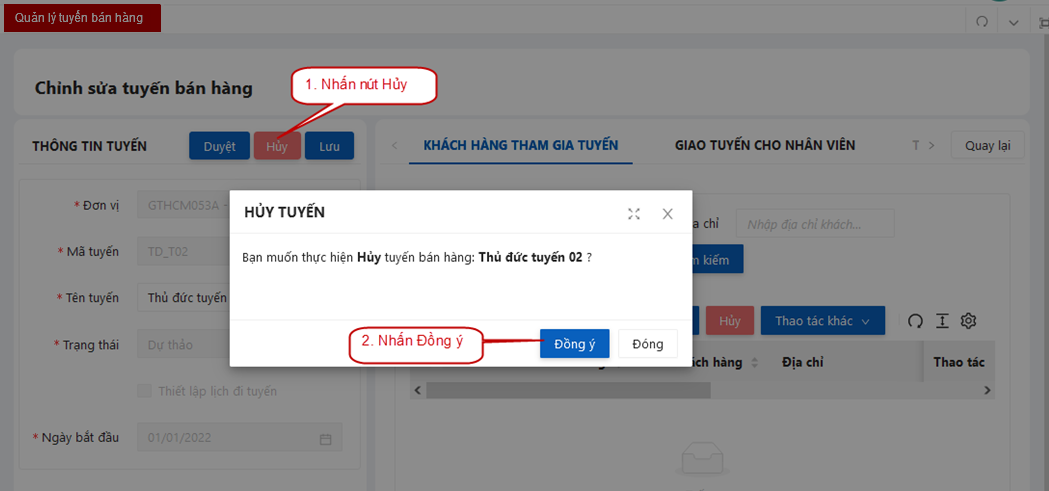 Quản lý tuyến bán hàng
Chỉnh sửa tuyến bán hàng
1. Nhấn nút Hủy
THÔNG TIN TUYẾN
Duyệt
Hủy
Lưu
KHÁCH HÀNG THAM GIA TUYẾN
GIAO TUYẾN CHO NHÂN VIÊN
T
Quay lại
* Đơn vị
GTHCM053A -
* Mã tuyến
TD_T02
* Tên tuyến
Thủ đức tuyến
* Trạng thái
Dự thảo
Thiết lập lịch đi tuyến
* Ngày bắt đầu
01/01/2022
HỦY TUYẾN
Bạn muốn thực hiện Hủy tuyến bán hàng: Thủ đức tuyến 02 ?
2. Nhấn Đồng ý
Đồng ý
Đóng
a chỉ
Nhập địa chỉ khách...
m kiếm
Hủy
Thao tác khác
ích hàng
Địa chỉ
Thao tác